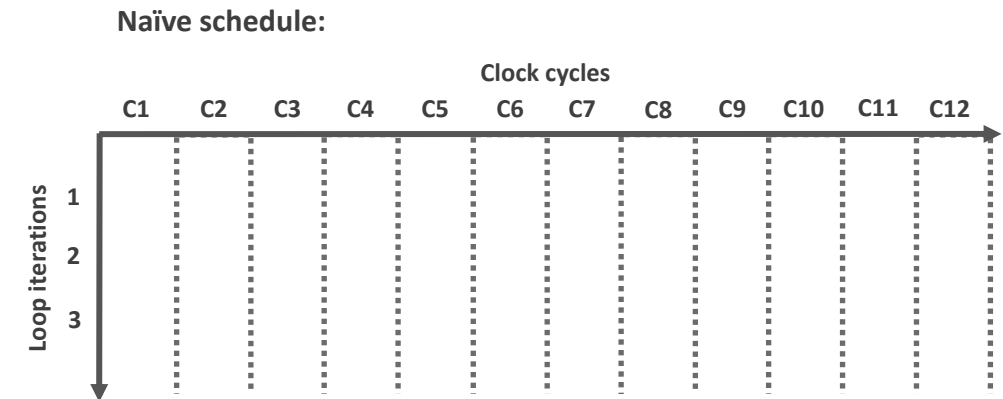 Naïve schedule:
Clock cycles
C1 C2 C3 C4 C5 C6 C7 C8 C9 C10 C11 C12
Loop iterations
1
2
3